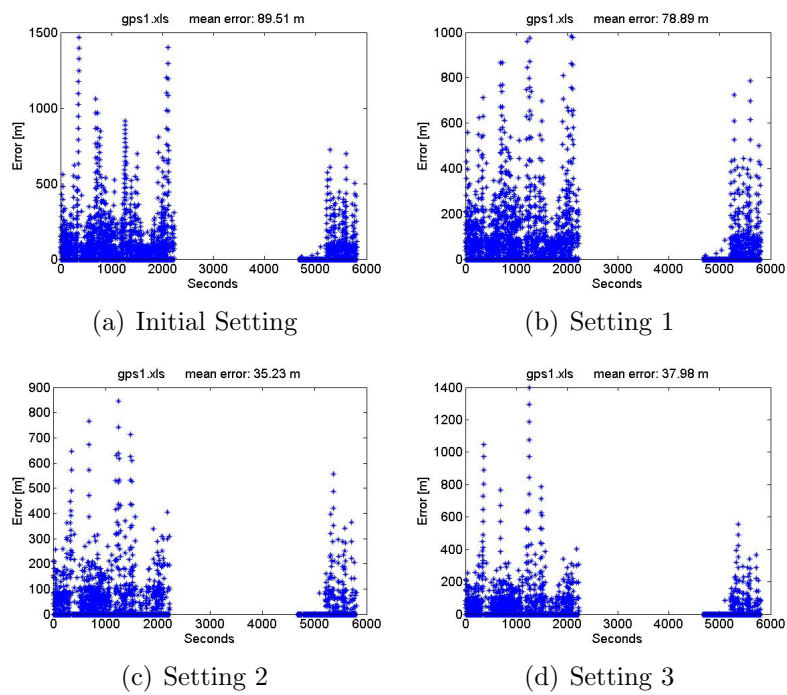 gps1.xls mean error: 89.51 m
1500
1000
500
0
Error [m]
0 1000 2000 3000 4000 5000 6000
Seconds
(a) Initial Setting
gps1.xls mean error: 78.89 m
1000
800
600
400
200
0
Error [m]
0 1000 2000 3000 4000 5000 6000
Seconds
(b) Setting 1
gps1.xls mean error: 35.23 m
900
800
700
600
500
400
300
200
100
0
Error [m]
0 1000 2000 3000 4000 5000 6000
Seconds
(c) Setting 2
gps1.xls mean error: 37.98 m
1400
1200
1000
800
600
400
200
0
Error [m]
0 1000 2000 3000 4000 5000 6000
Seconds
(d) Setting 3